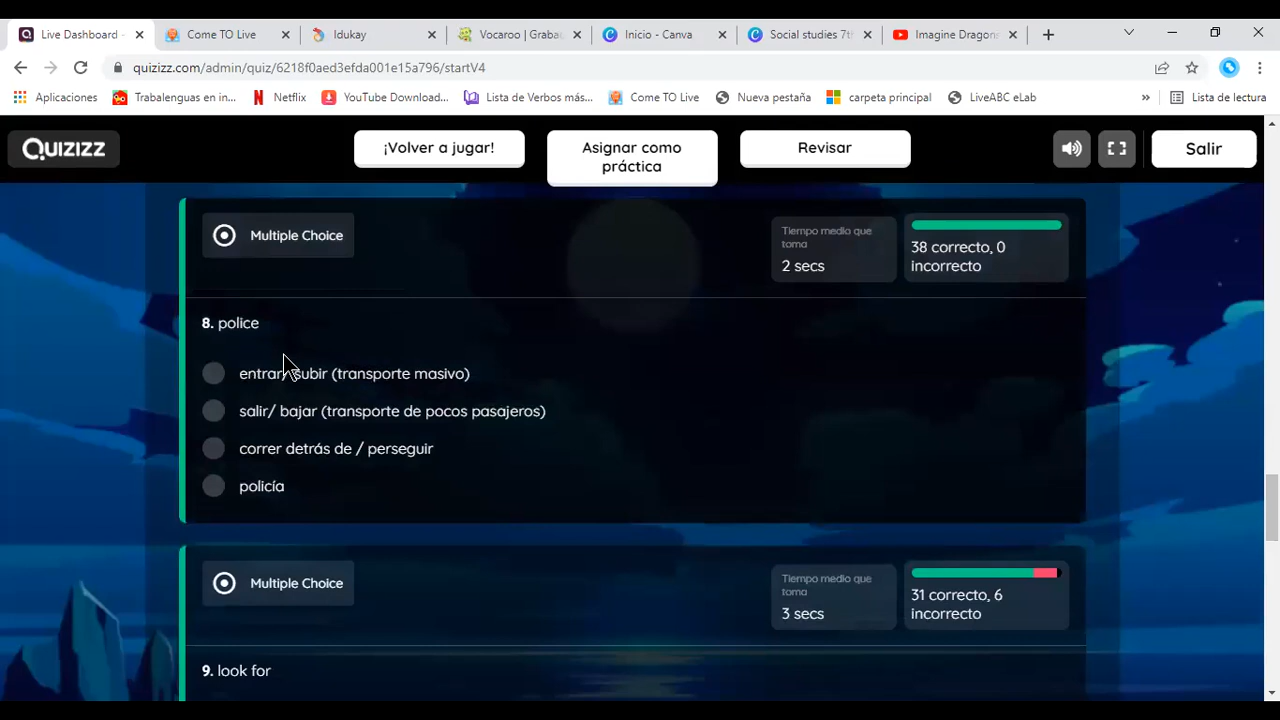 Live Dashboard -
Come TO Live
Idukay
Vocaroo | Graba
Inicio - Canva
Social studies 7t
Imagine Dragon
quizizz.com/admin/quiz/6218f0aed3efda001e15a796/startV4
Aplicaciones
Trabalenguas en in...
Netflix
YouTube Download...
Lista de Verbos más...
Come TO Live
Nueva pestaña
carpeta principal
LiveABC eLab
»
Lista de lectura
Quizizz
¡Volver a jugar!
Asignar como
práctica
Revisar
Salir
Multiple Choice
Tiempo medio que
toma
2 secs
38 correcto, 0
incorrecto
8. police
entrar/ subir (transporte masivo)
salir/ bajar (transporte de pocos pasajeros)
correr detrás de / perseguir
policía
Multiple Choice
Tiempo medio que
toma
3 secs
31 correcto, 6
incorrecto
9. look for